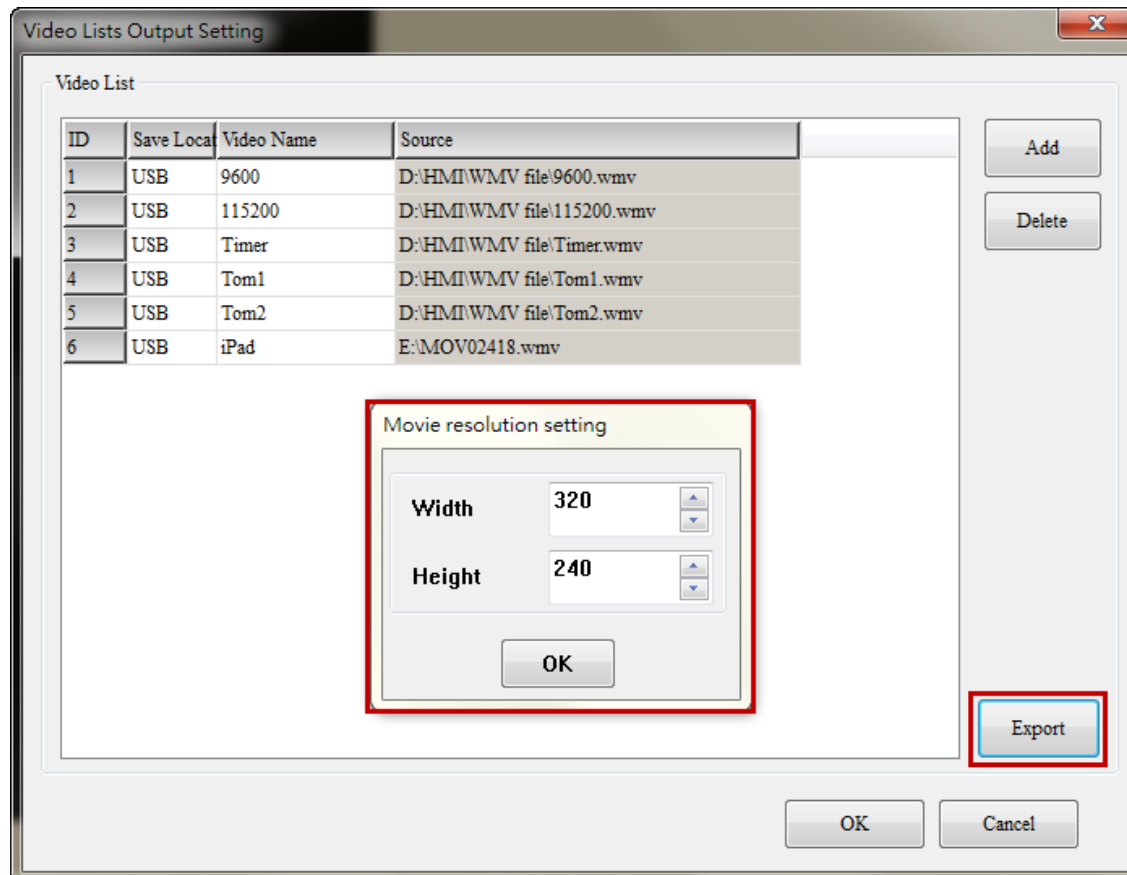 Video Lists Output Setting
X
Video List
ID Save Locat Video Name Source
1 USB 9600 D:\HMI\WMV file\9600.wmv
2 USB 115200 D:\HMI\WMV file\115200.wmv
3 USB Timer D:\HMI\WMV file\Timer.wmv
4 USB Tom1 D:\HMI\WMV file\Tom1.wmv
5 USB Tom2 D:\HMI\WMV file\Tom2.wmv
6 USB iPad E:\MOV02418.wmv
Add
Delete
Movie resolution setting
Width 320
Height 240
OK
Export
OK Cancel